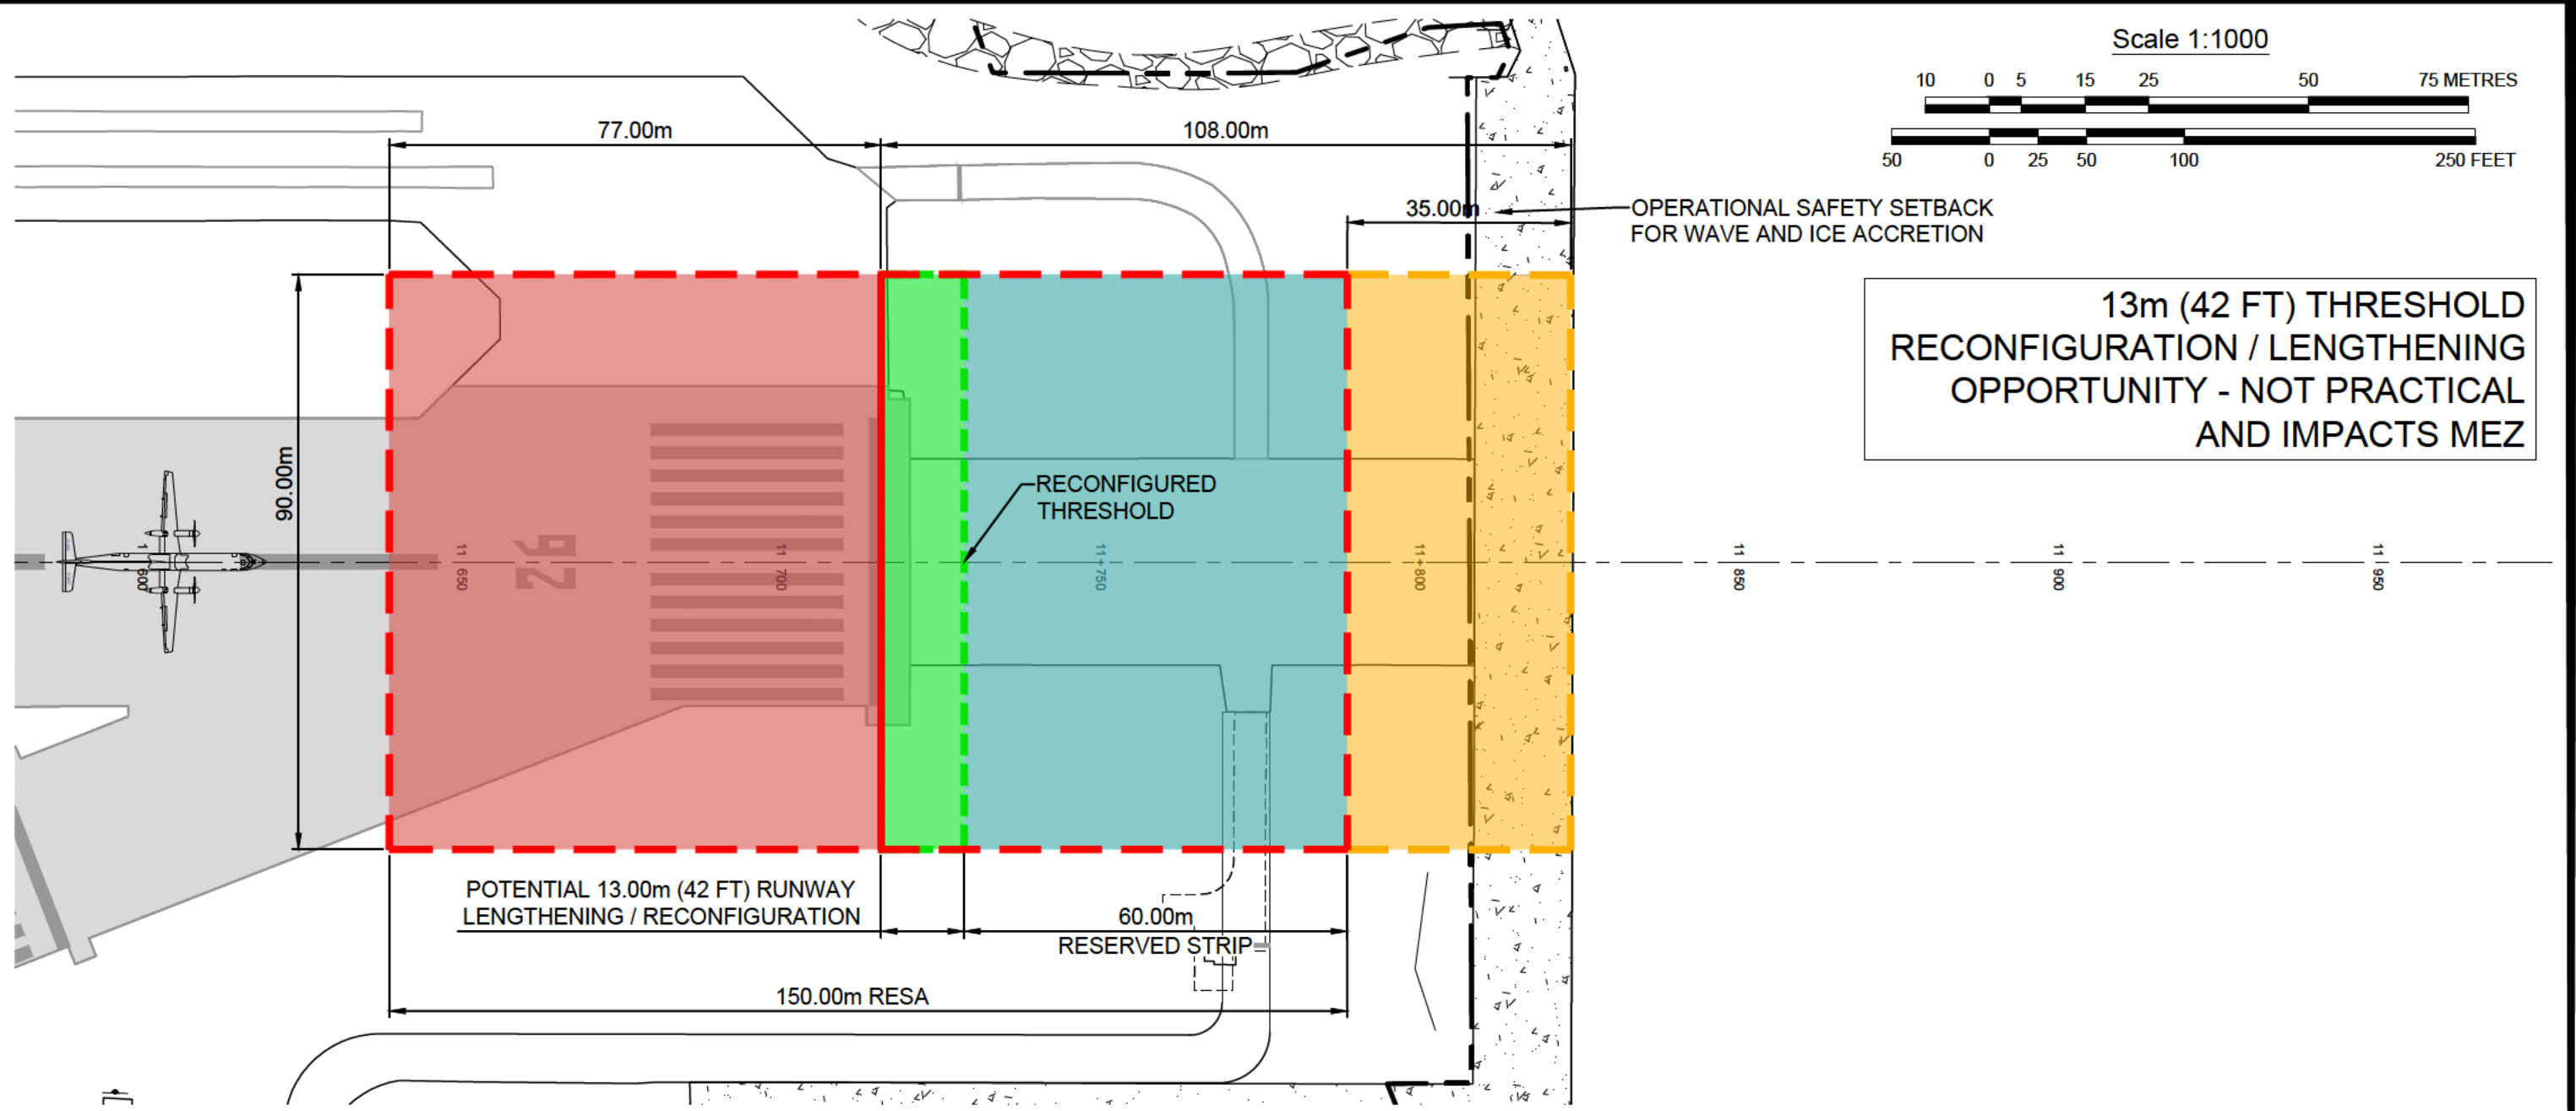 Scale 1:1000
10 0 5 15 25 50 75 METRES
50 0 25 50 100 250 FEET
77.00m
108.00m
35.00m
OPERATIONAL SAFETY SETBACK
FOR WAVE AND ICE ACCRETION
13m (42 FT) THRESHOLD
RECONFIGURATION / LENGTHENING
OPPORTUNITY - NOT PRACTICAL
AND IMPACTS MEZ
90.00m
RECONFIGURED
THRESHOLD
1 600
11 650
26
11 700
11+750
11+800
11 850
11 900
11 950
POTENTIAL 13.00m (42 FT) RUNWAY
LENGTHENING / RECONFIGURATION
60.00m
RESERVED STRIP
150.00m RESA